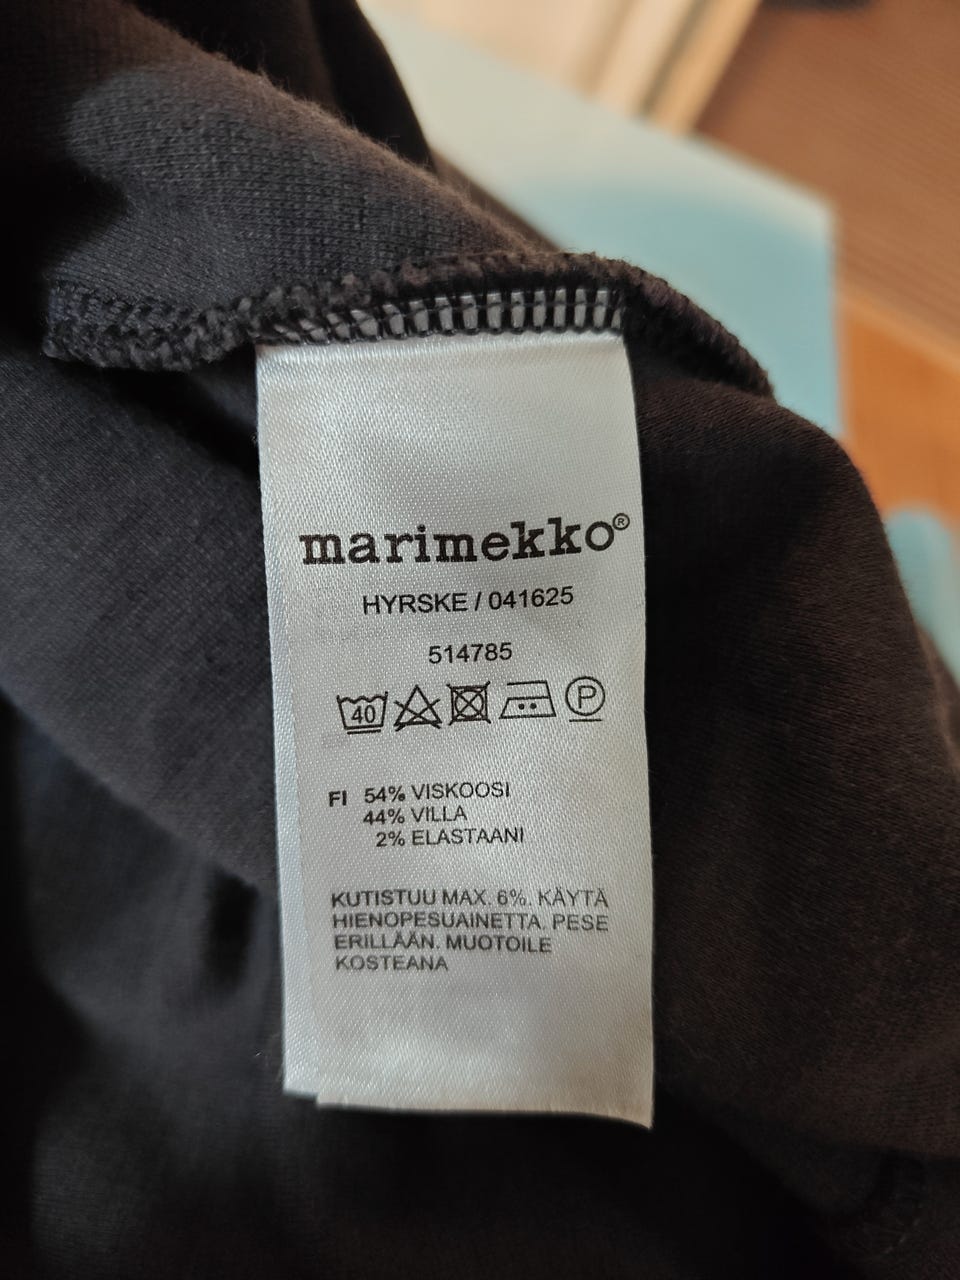 marimekko®
HYRSKE / 041625
514785
40 P
FI 54% VISKOOSI
44% VILLA
2% ELASTAANI
KUTISTUU MAX. 6%. KÄYTÄ
HIENOPESUAINETTA. PESE
ERILLÄÄN. MUOTOILE
KOSTEANA